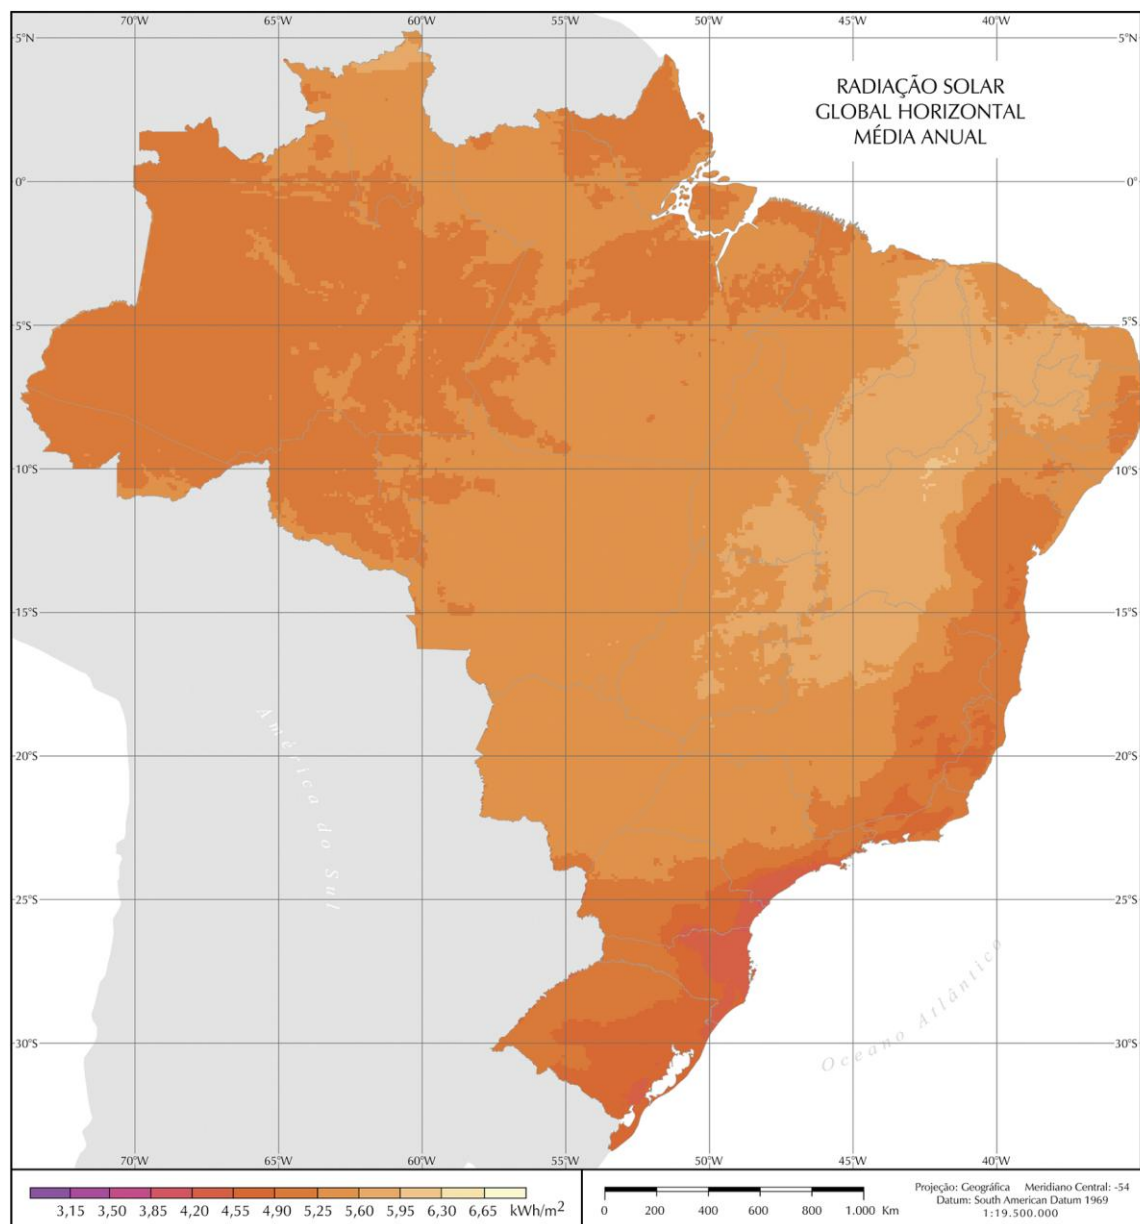 70°W 65°W 60°W 55°W 50°W 45°W 40°W
5°N 5°N
RADIAÇÃO SOLAR
GLOBAL HORIZONTAL
MÉDIA ANUAL
0° 0°
5°S 5°S
10°S 10°S
15°S 15°S
América do Sul
20°S 20°S
25°S 25°S
Oceano Atlântico
30°S 30°S
70°W 65°W 60°W 55°W 50°W 45°W 40°W
3,15 3,50 3,85 4,20 4,55 4,90 5,25 5,60 5,95 6,30 6,65 kWh/m²
0 200 400 600 800 1.000 Km
Projeção: Geográfica Meridiano Central: -54
Datum: South American Datum 1969
1:19.500.000